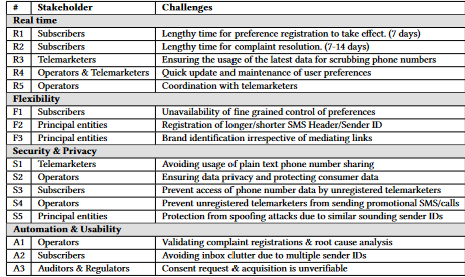 # Stakeholder Challenges
Real time
R1 Subscribers Lengthy time for preference registration to take effect. (7 days)
R2 Subscribers Lengthy time for complaint resolution. (7-14 days)
R3 Telemarketers Ensuring the usage of the latest data for scrubbing phone numbers
R4 Operators & Telemarketers Quick update and maintenance of user preferences
R5 Operators Coordination with telemarketers
Flexibility
F1 Subscribers Unavailability of fine grained control of preferences
F2 Principal entities Registration of longer/shorter SMS Header/Sender ID
F3 Principal entities Brand identification irrespective of mediating links
Security & Privacy
S1 Telemarketers Avoiding usage of plain text phone number sharing
S2 Operators Ensuring data privacy and protecting consumer data
S3 Subscribers Prevent access of phone number data by unregistered telemarketers
S4 Operators Prevent unregistered telemarketers from sending promotional SMS/calls
S5 Principal entities Protection from spoofing attacks due to similar sounding sender IDs
Automation & Usability
A1 Operators Validating complaint registrations & root cause analysis
A2 Subscribers Avoiding inbox clutter due to multiple sender IDs
A3 Auditors & Regulators Consent request & acquisition is unverifiable